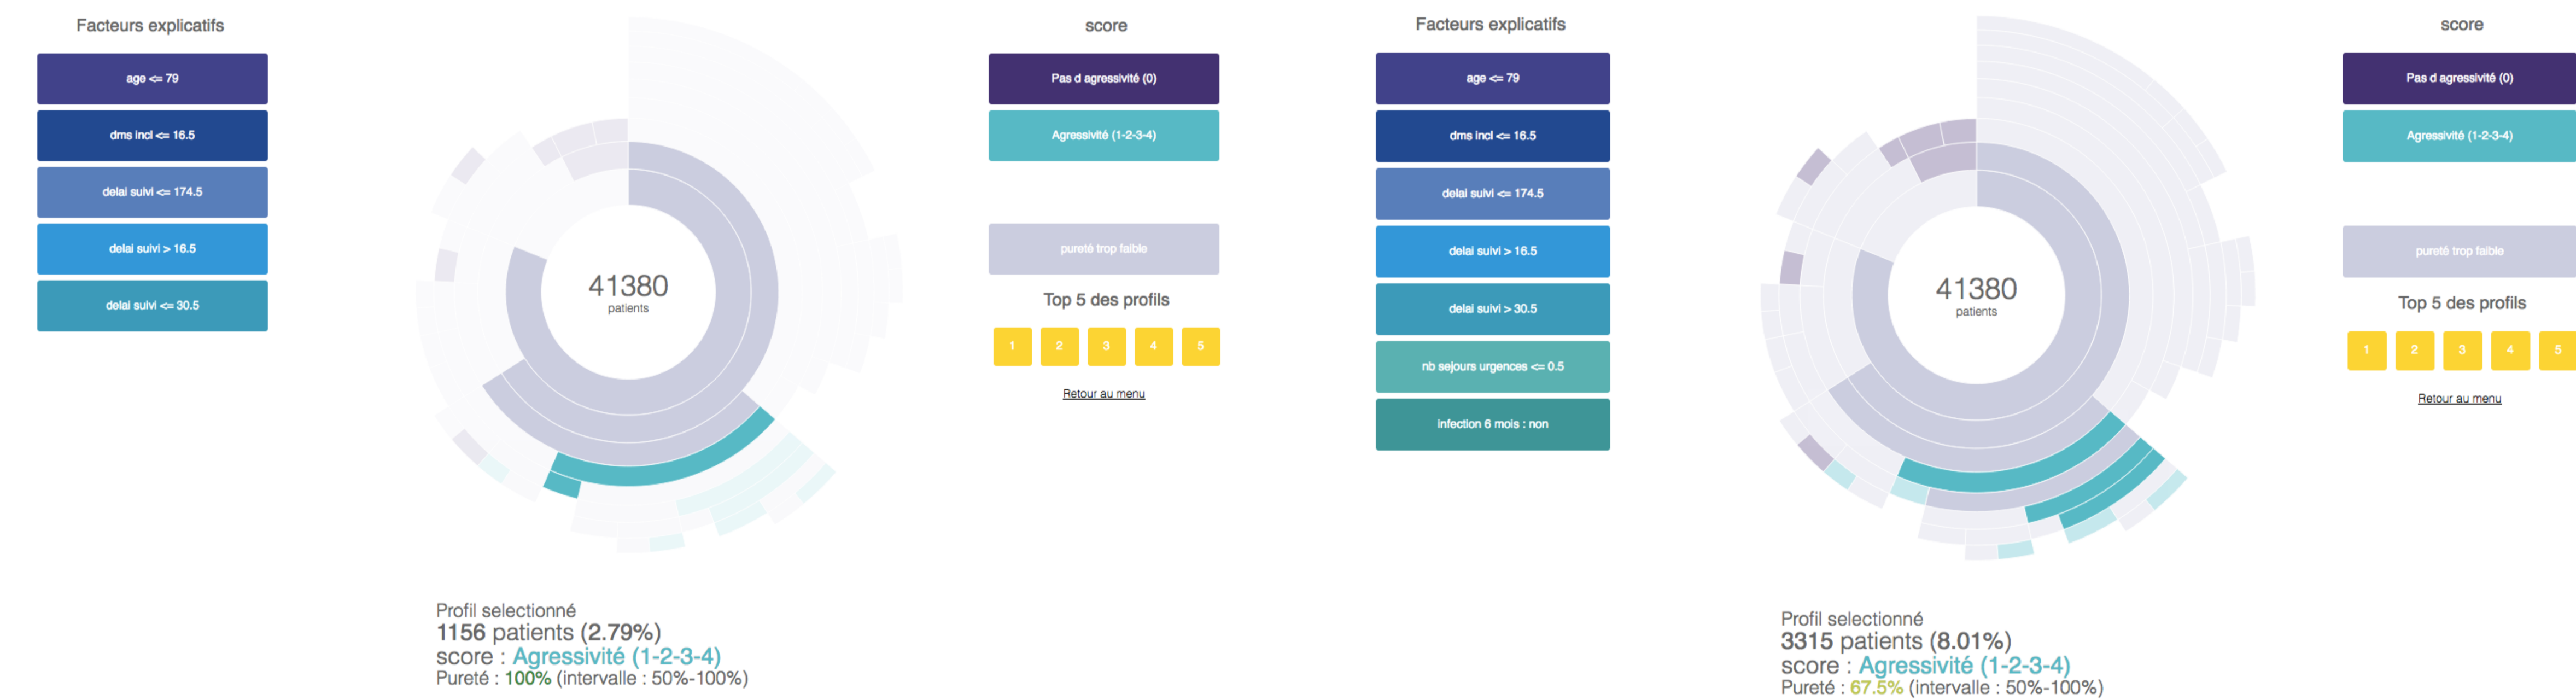 Facteurs explicatifs
age <= 79
dms incl <= 16.5
delai suivi <= 174.5
delai suivi > 16.5
delai suivi <= 30.5
41380
patients
Profil selectionné
1156 patients (2.79%)
score : Agressivité (1-2-3-4)
Pureté : 100% (intervalle : 50%-100%)
score
Pas d agressivité (0)
Agressivité (1-2-3-4)
pureté trop faible
Top 5 des profils
1 2 3 4 5
Retour au menu
Facteurs explicatifs
age <= 79
dms incl <= 16.5
delai suivi <= 174.5
delai suivi > 16.5
delai suivi > 30.5
nb sejours urgences <= 0.5
infection 6 mois : non
41380
patients
Profil selectionné
3315 patients (8.01%)
score : Agressivité (1-2-3-4)
Pureté : 67.5% (intervalle : 50%-100%)
score
Pas d agressivité (0)
Agressivité (1-2-3-4)
pureté trop faible
Top 5 des profils
1 2 3 4 5
Retour au menu